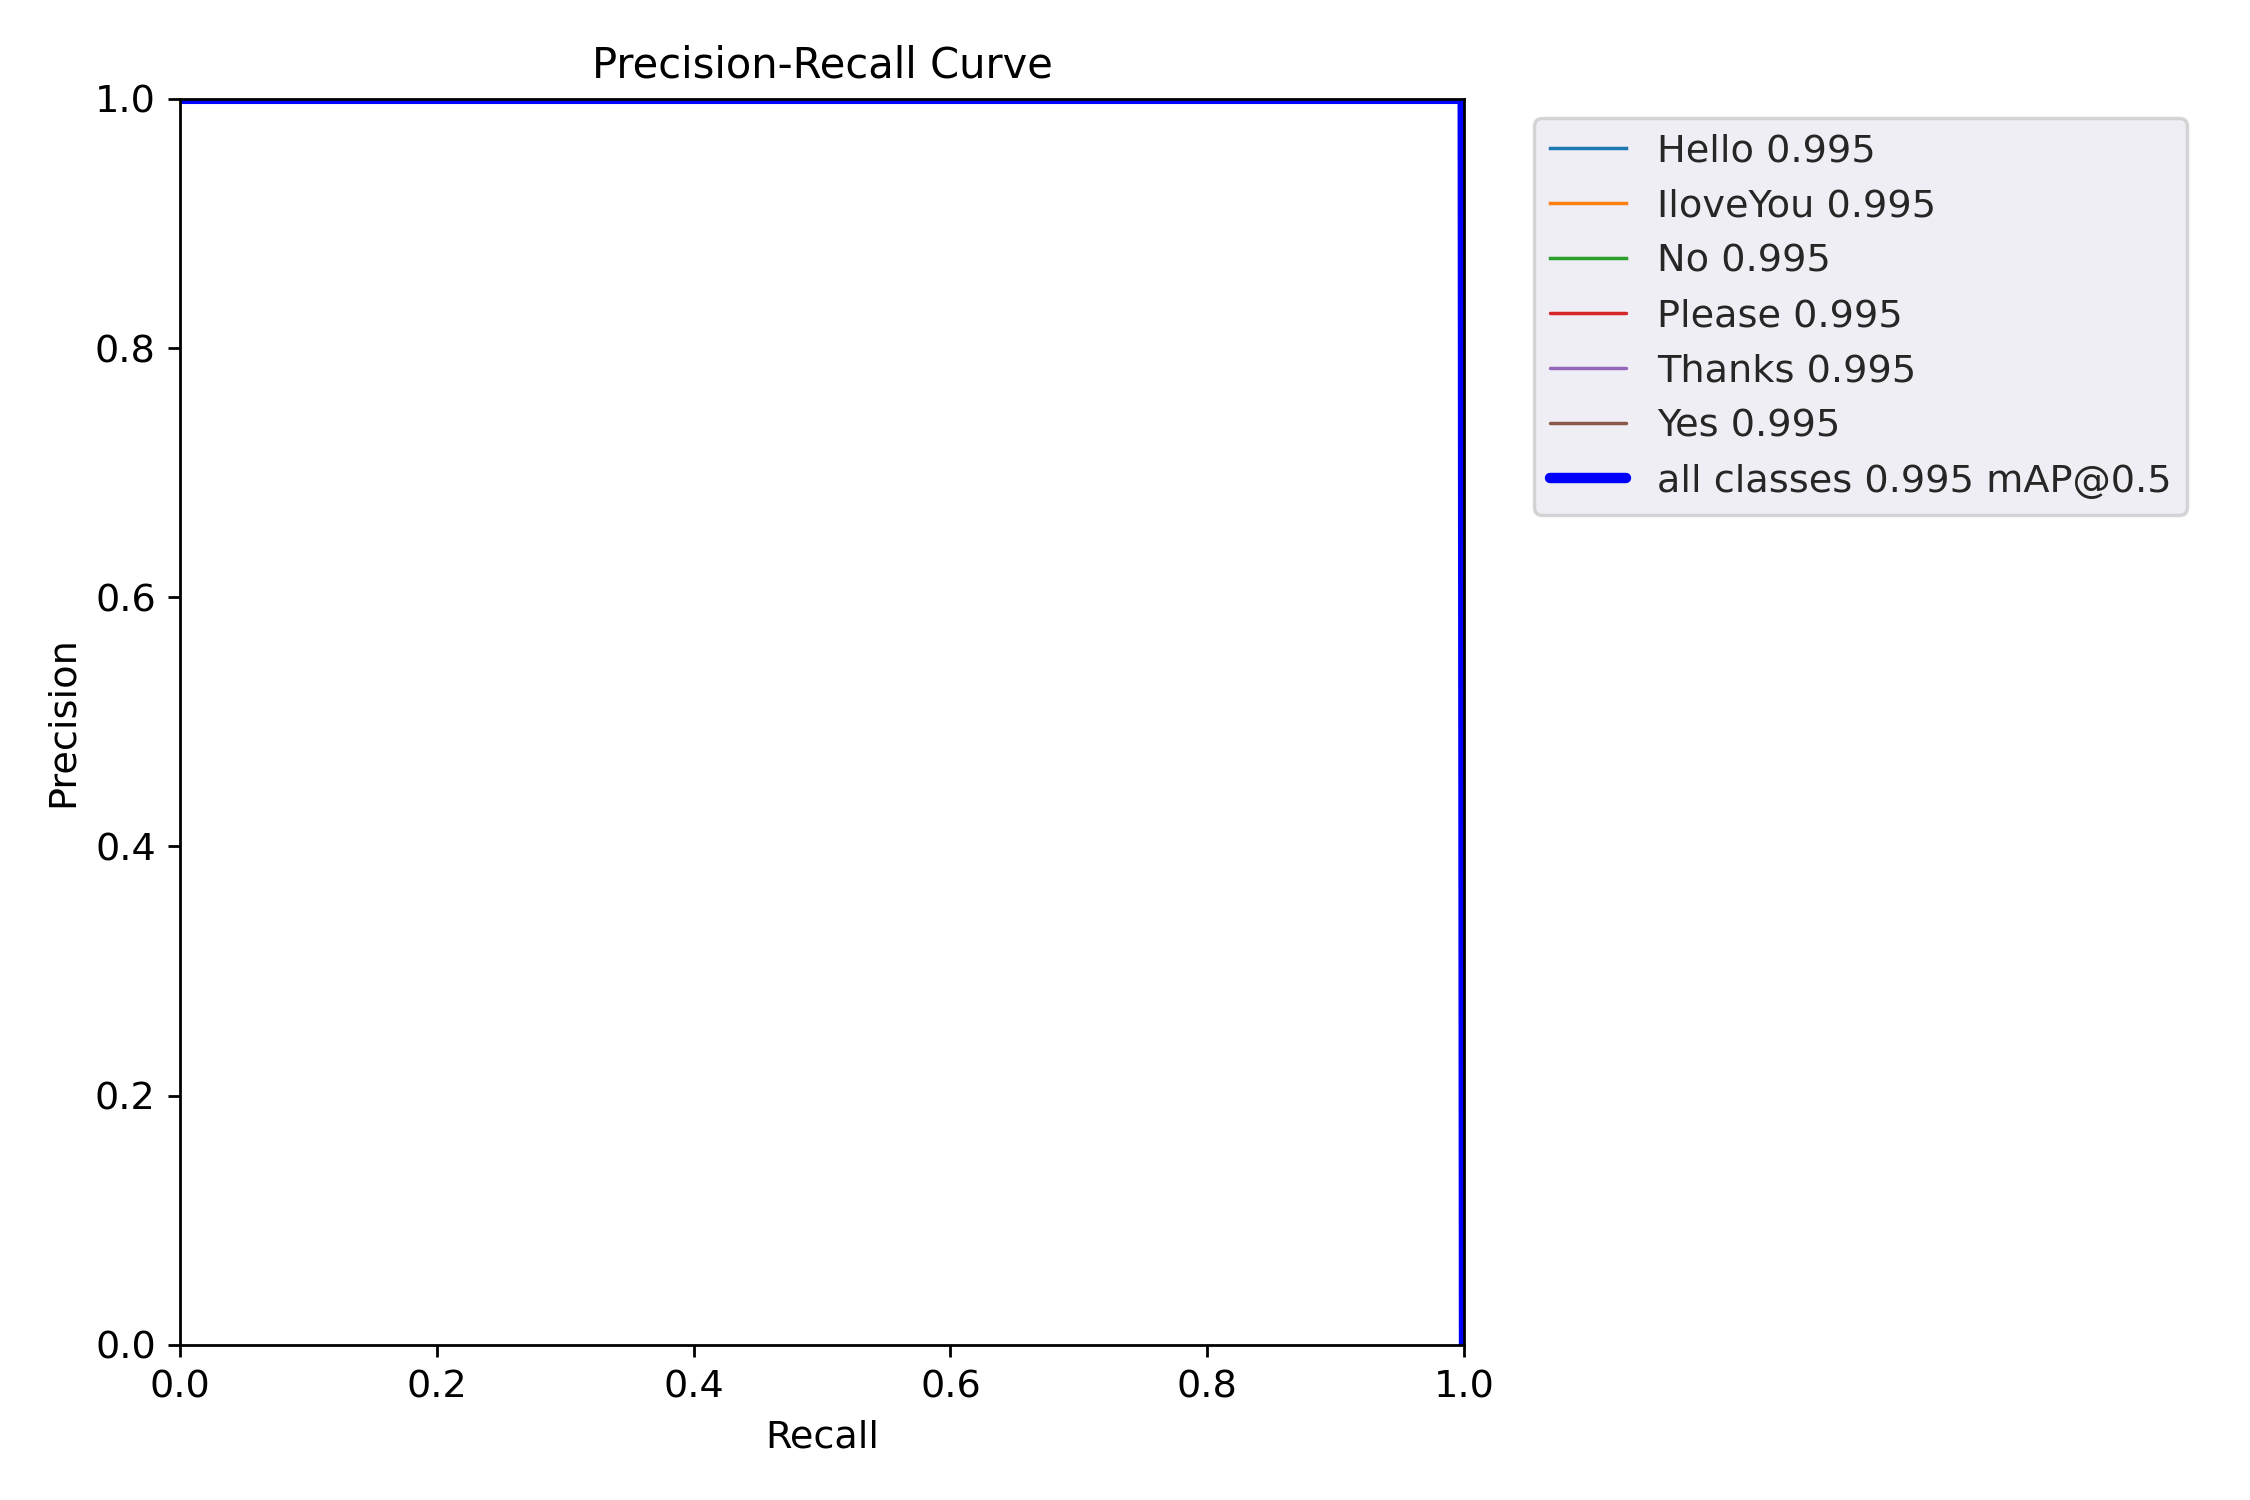 Precision-Recall Curve
1.0
0.8
0.6
0.4
0.2
0.0
Precision
0.0 0.2 0.4 0.6 0.8 1.0
Recall
Hello 0.995
IloveYou 0.995
No 0.995
Please 0.995
Thanks 0.995
Yes 0.995
all classes 0.995 mAP@0.5